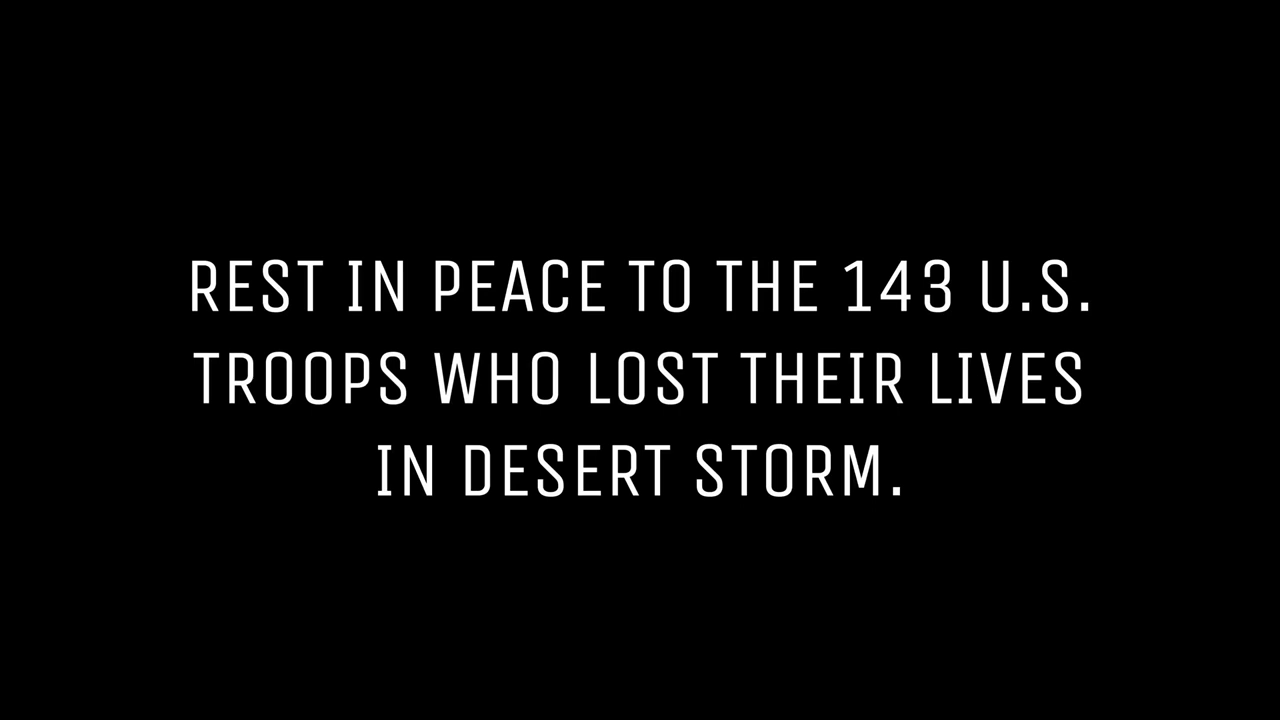 REST IN PEACE TO THE 143 U.S.
TROOPS WHO LOST THEIR LIVES
IN DESERT STORM.